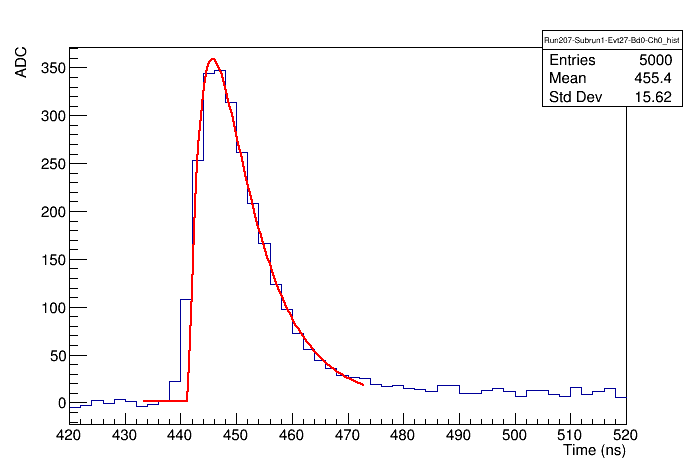 Run207-Subrun1-Evt27-Bd0-Ch0_hist
Entries 5000
Mean 455.4
Std Dev 15.62
ADC
350
300
250
200
150
100
50
0
420 430 440 450 460 470 480 490 500 510 520
Time (ns)